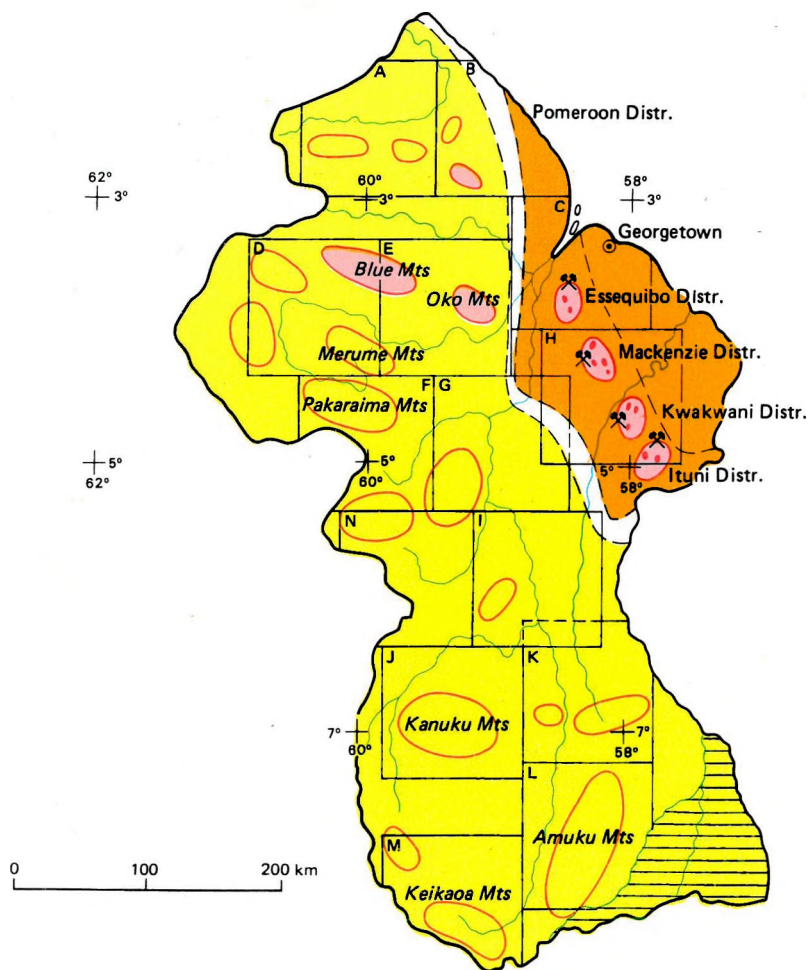 A
B
Pomeroon Distr.
62°
3°
60°
3°
58°
3°
C
Georgetown
D
E
Blue Mts
Oko Mts
Essequibo Distr.
H
Mackenzie Distr.
Merume Mts
F
G
Pakaraima Mts
Kwakwani Distr.
5°
62°
5°
60°
5°
58°
Ituni Distr.
N
I
J
K
Kanuku Mts
7°
60°
7°
58°
L
Amuku Mts
M
Keikaoa Mts
0 100 200 km